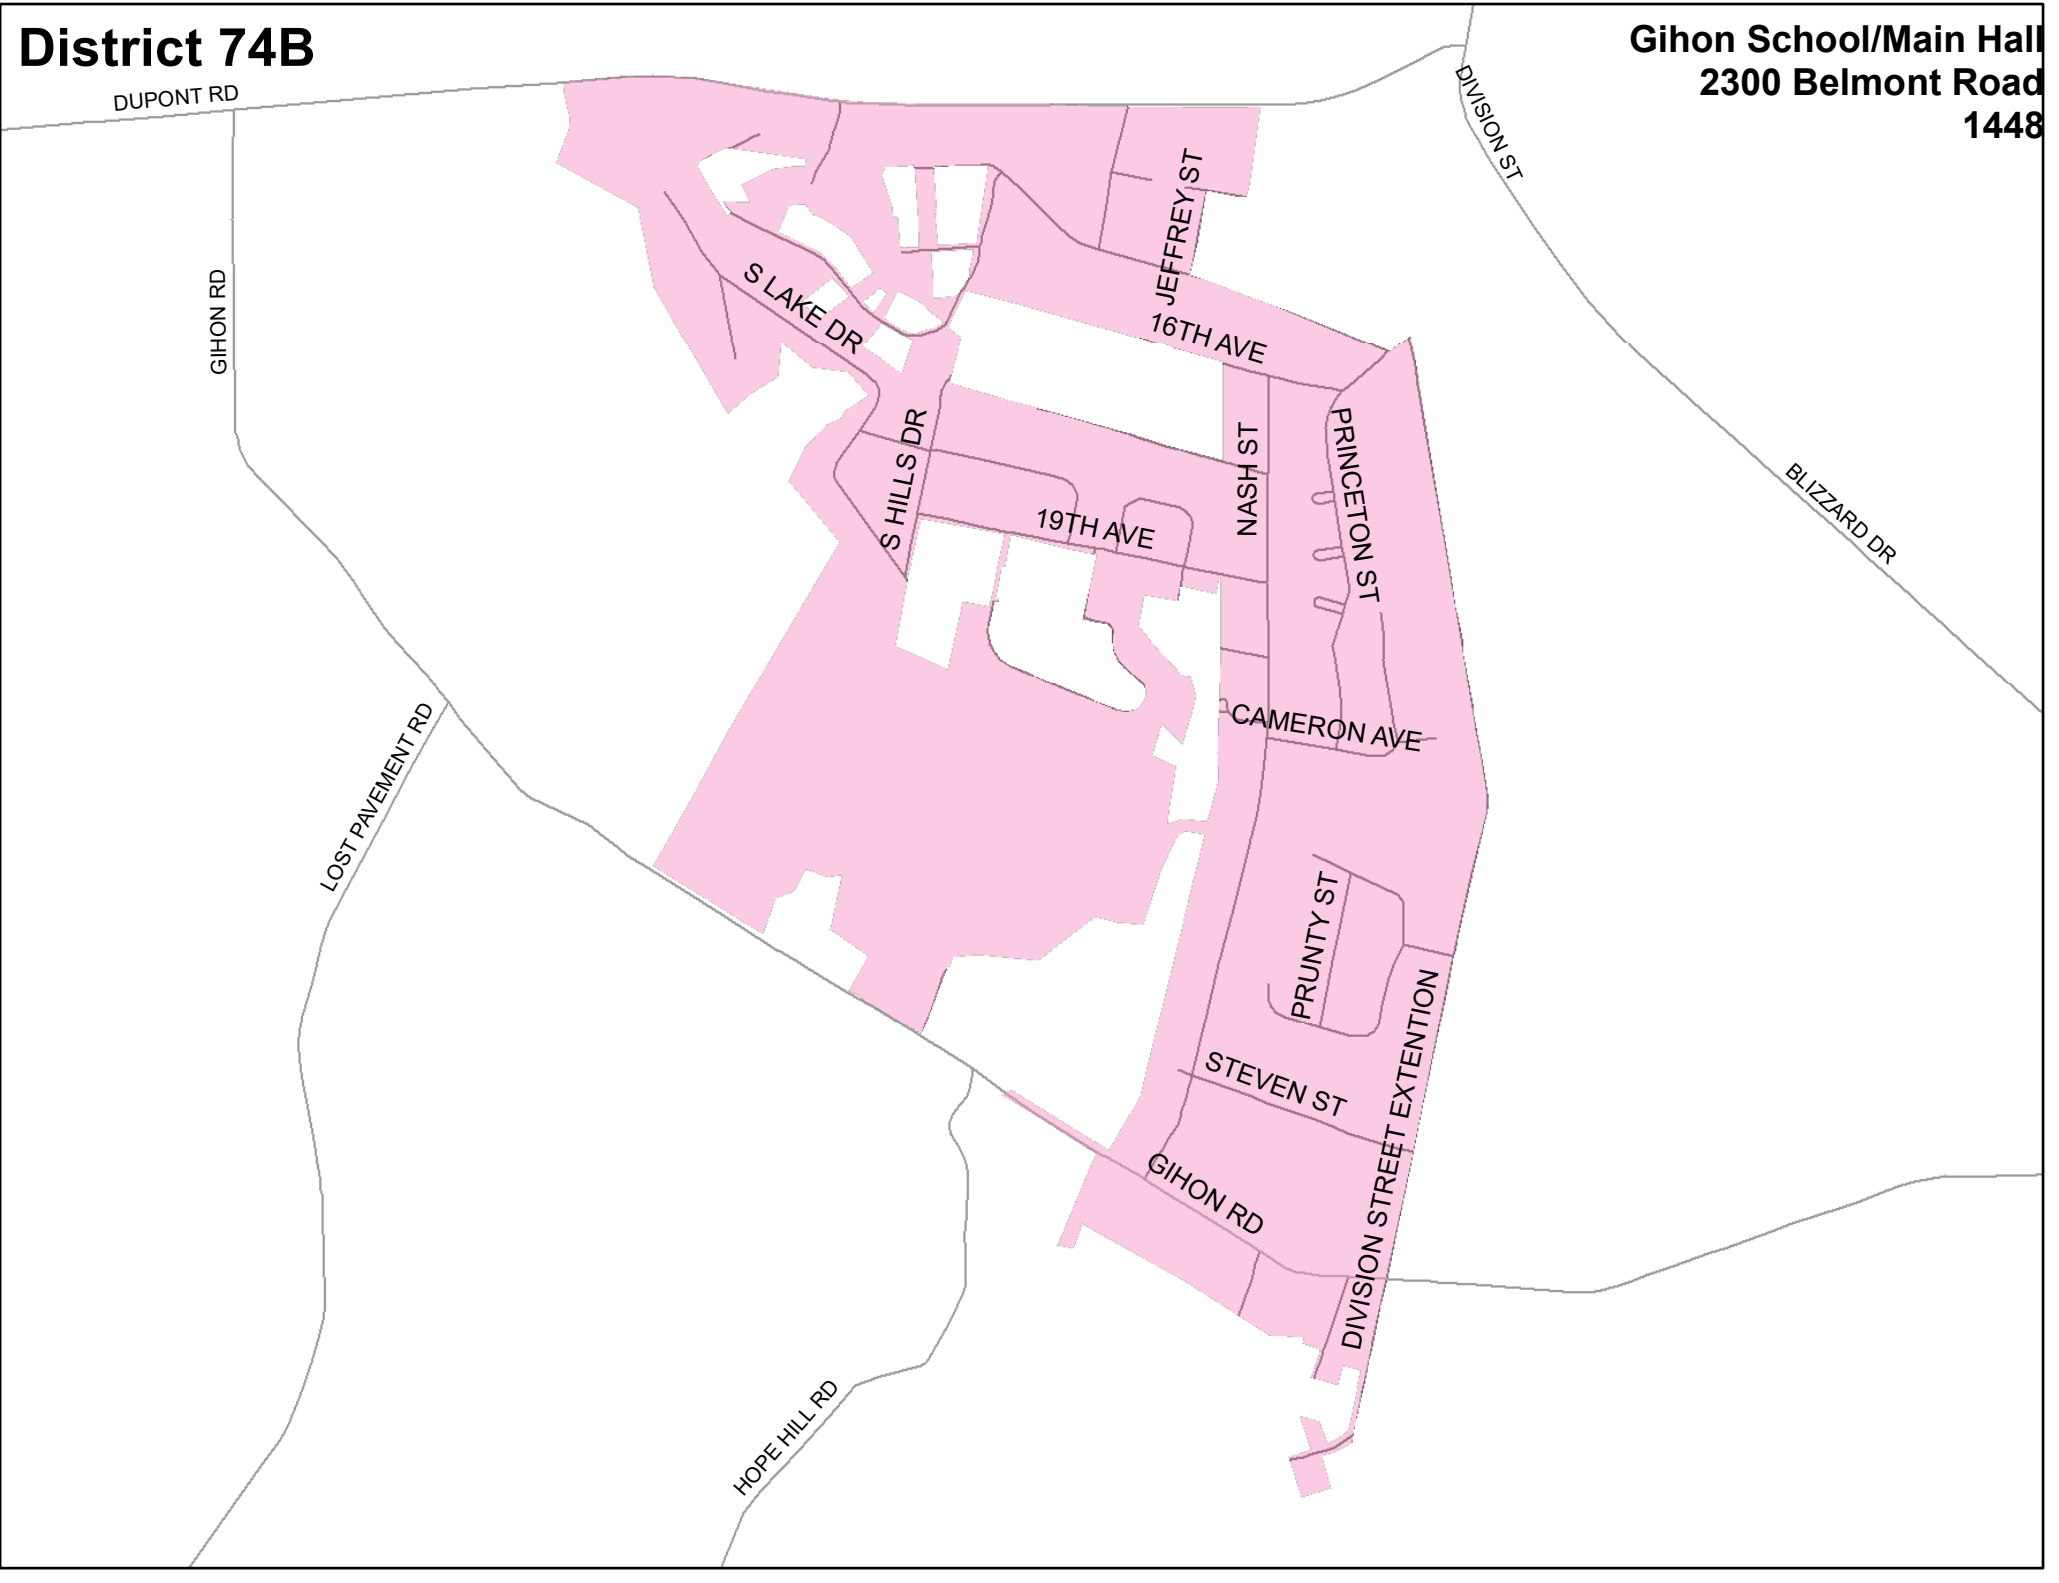 District 74B
Gihon School/Main Hall
2300 Belmont Road
1448
DUPONT RD
DIVISION ST
JEFFREY ST
GIHON RD
S LAKE DR
16TH AVE
PRINCETON ST
S HILLS DR
NASH ST
19TH AVE
BLIZZARD DR
CAMERON AVE
LOST PAVEMENT RD
PRUNTY ST
STEVEN ST
DIVISION STREET EXTENTION
GIHON RD
HOPE HILL RD